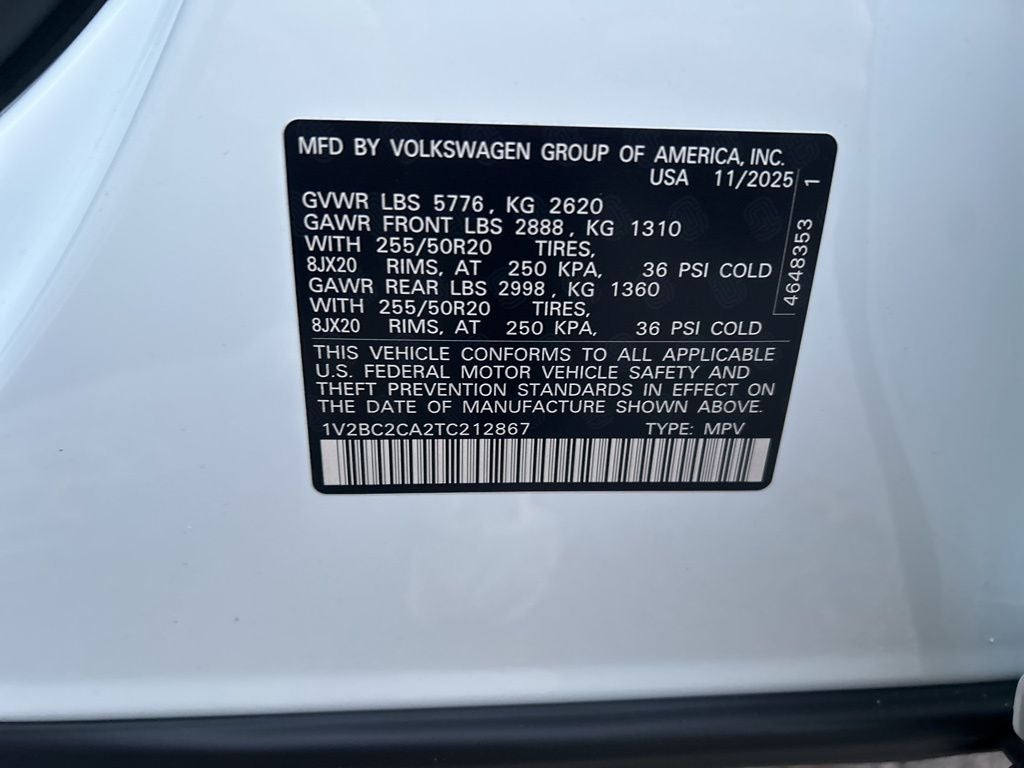 MFD BY VOLKSWAGEN GROUP OF AMERICA, INC.
USA 11/2025
GVWR LBS 5776, KG 2620
GAWR FRONT LBS 2888, KG 1310
WITH 255/50R20 TIRES,
8JX20 RIMS, AT 250 KPA, 36 PSI COLD
GAWR REAR LBS 2998, KG 1360
WITH 255/50R20 TIRES,
8JX20 RIMS, AT 250 KPA, 36 PSI COLD
4648353 1
THIS VEHICLE CONFORMS TO ALL APPLICABLE
U.S. FEDERAL MOTOR VEHICLE SAFETY AND
THEFT PREVENTION STANDARDS IN EFFECT ON
THE DATE OF MANUFACTURE SHOWN ABOVE.
1V2BC2CA2TC212867 TYPE: MPV